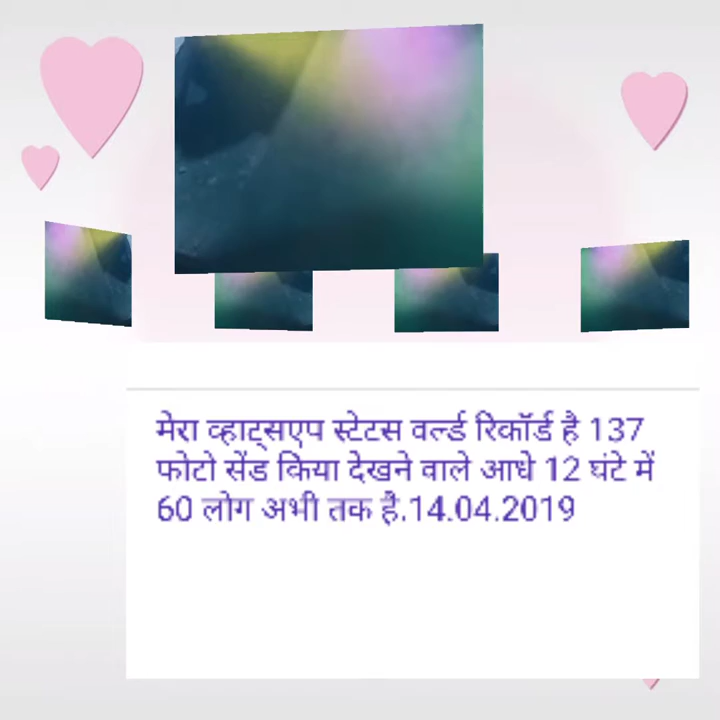 मेरा व्हाट्सएप स्टेटस वर्ल्ड रिकॉर्ड है 137
फोटो सेंड किया देखने वाले आधे 12 घंटे में
60 लोग अभी तक है.14.04.2019